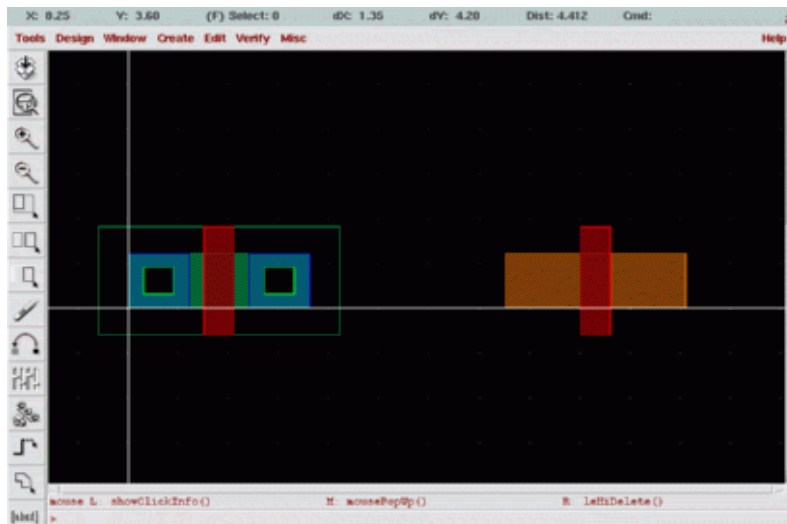 X: 8.25 Y: 3.60 (F) Select: 0 dX: 1.35 dY: 4.20 Dist: 4.412 Cmd:
Tools Design Window Create Edit Verify Misc Help
[abcd]
mouse L: showClickInfo() M: mousePopUp() R: leHiDelete()
>